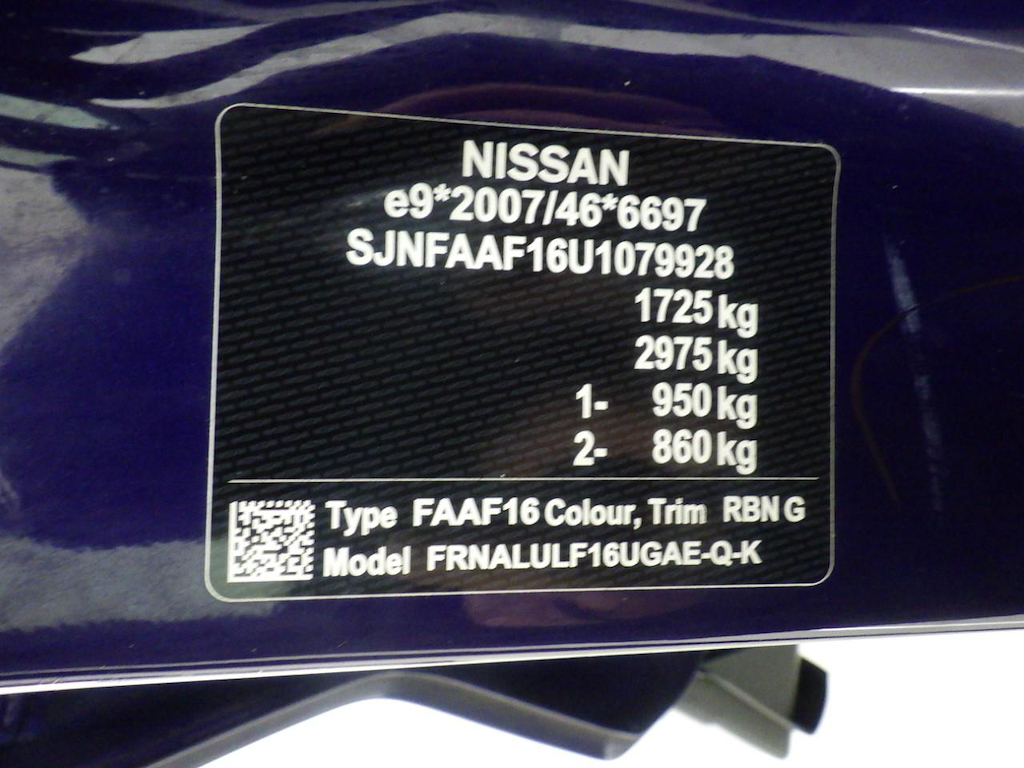 NISSAN
e9*2007/46*6697
SJNFAAF16U1079928
1725 kg
2975 kg
1- 950 kg
2- 860 kg
Type FAAF16 Colour, Trim RBN G
Model FRNALULF16UGAE-Q-K